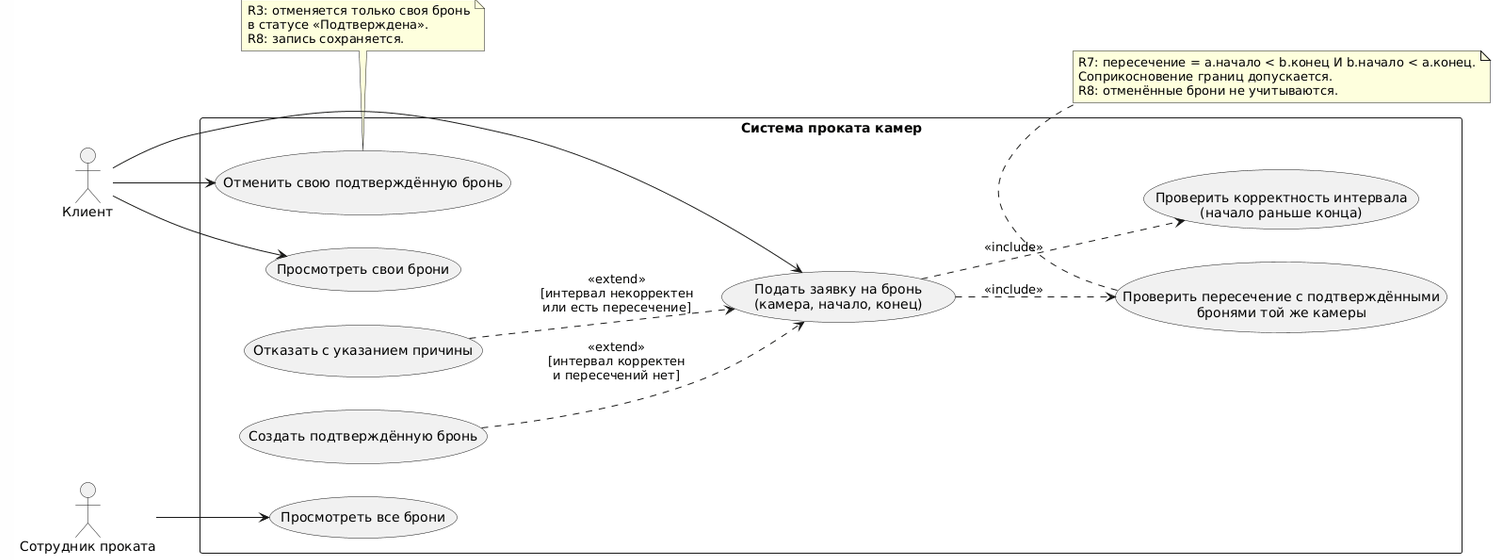 R3: отменяется только своя бронь
в статусе «Подтверждена».
R8: запись сохраняется.
R7: пересечение = a.начало < b.конец И b.начало < a.конец.
Соприкосновение границ допускается.
R8: отменённые брони не учитываются.
Система проката камер
Клиент
Отменить свою подтверждённую бронь
Просмотреть свои брони
Проверить корректность интервала
(начало раньше конца)
«include»
«include»
Проверить пересечение с подтверждёнными
бронями той же камеры
Подать заявку на бронь
(камера, начало, конец)
«extend»
[интервал некорректен
или есть пересечение]
Отказать с указанием причины
«extend»
[интервал корректен
и пересечений нет]
Создать подтверждённую бронь
Просмотреть все брони
Сотрудник проката